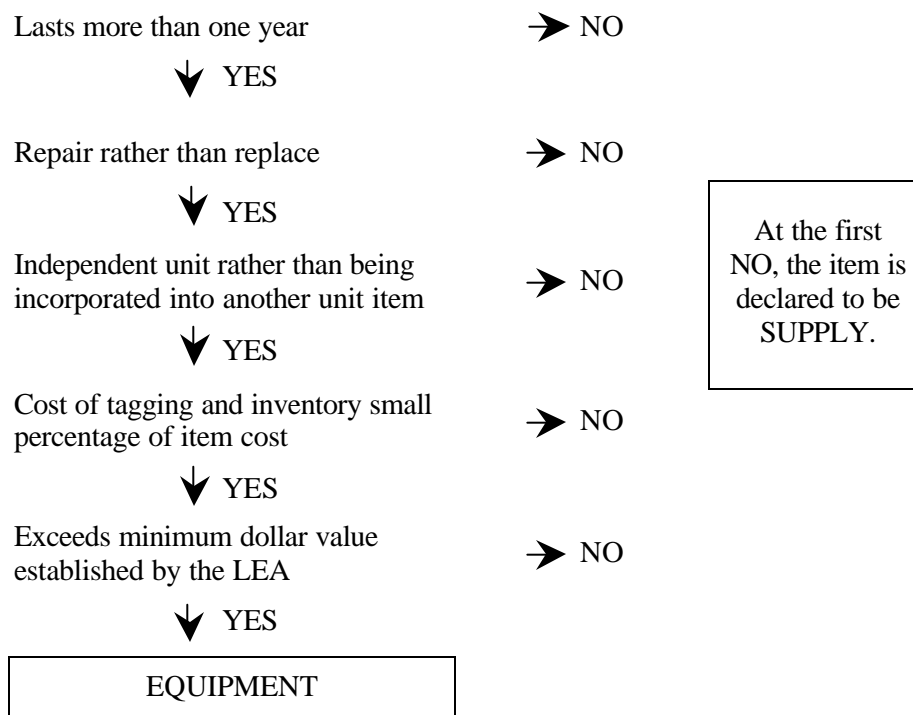 Lasts more than one year
NO
YES
Repair rather than replace
NO
YES
Independent unit rather than being
incorporated into another unit item
NO
YES
Cost of tagging and inventory small
percentage of item cost
NO
YES
Exceeds minimum dollar value
established by the LEA
NO
YES
EQUIPMENT
At the first
NO, the item is
declared to be
SUPPLY.